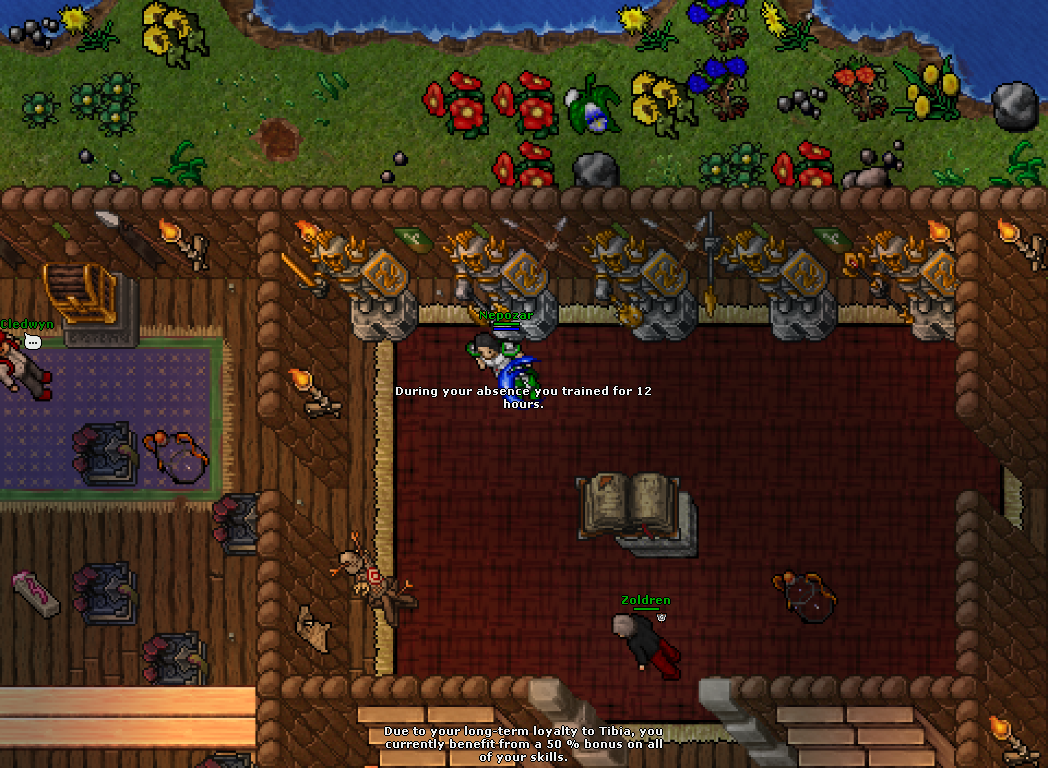 Cledwyn
...
Nepozar
During your absence you trained for 12
hours.
Zoldren
Due to your long-term loyalty to Tibia, you
currently benefit from a 50 % bonus on all
of your skills.